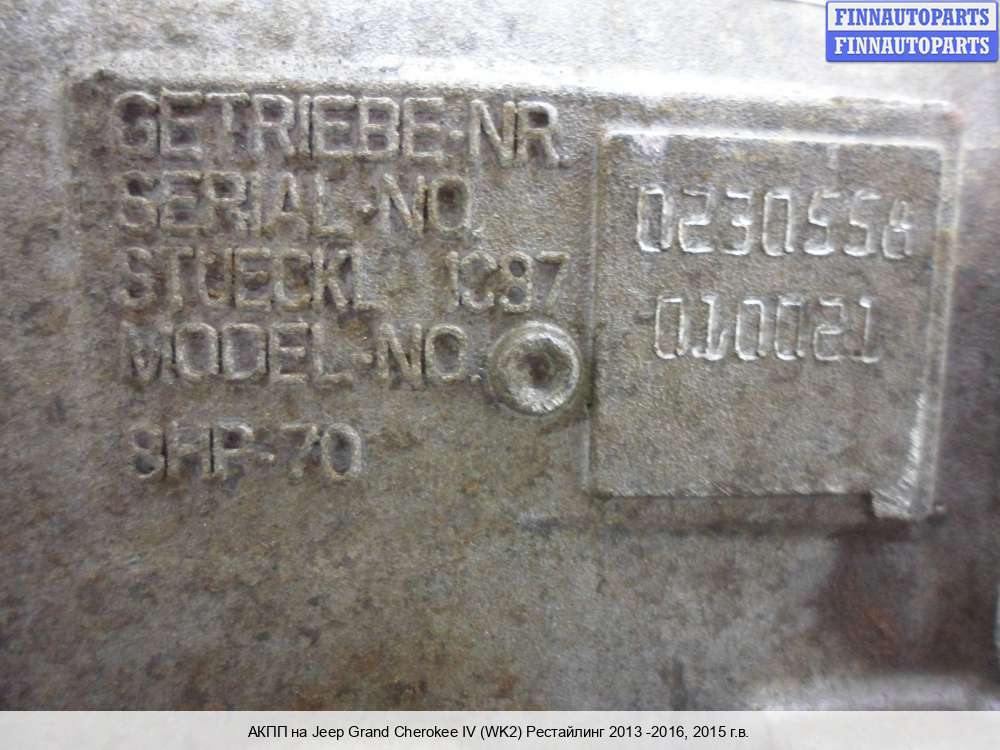 FINNAUTOPARTS
FINNAUTOPARTS
GETRIEBE-NR.
SERIAL-NO.
STUECKL 1087
MODEL-NO.
8HP-70
0230558
010021
АКПП на Jeep Grand Cherokee IV (WK2) Рестайлинг 2013 -2016, 2015 г.в.